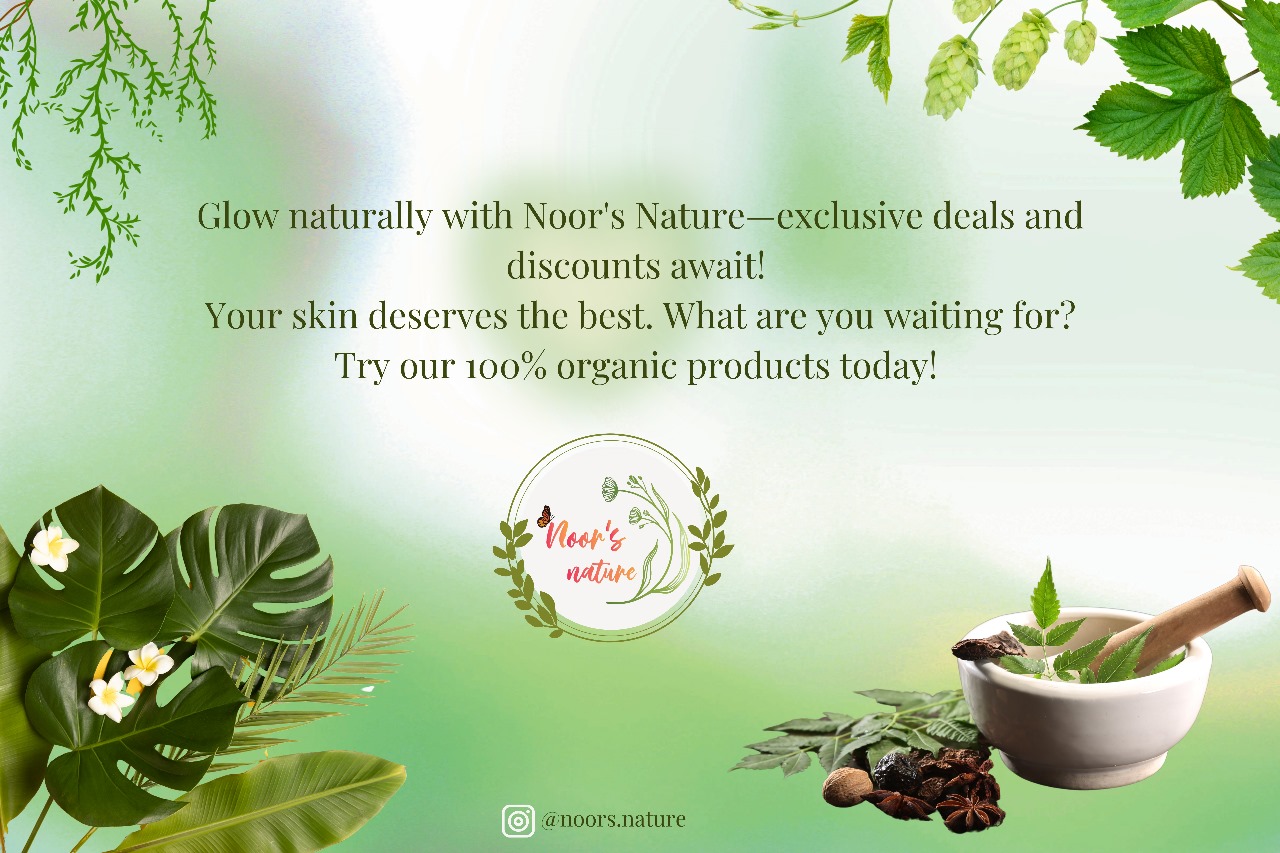 Glow naturally with Noor's Nature—exclusive deals and
discounts await!
Your skin deserves the best. What are you waiting for?
Try our 100% organic products today!
Noor's
nature
@noors.nature